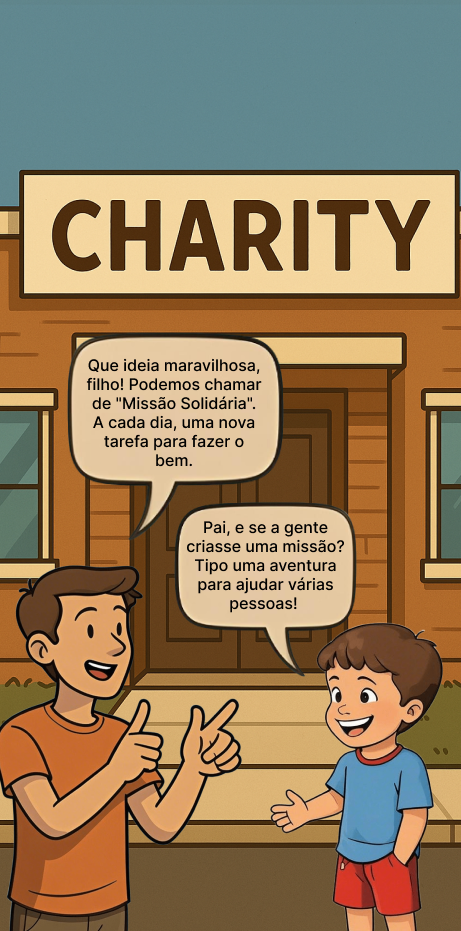 CHARITY
Que ideia maravilhosa,
filho! Podemos chamar
de "Missão Solidária".
A cada dia, uma nova
tarefa para fazer o
bem.
Pai, e se a gente
criasse uma missão?
Tipo uma aventura
para ajudar várias
pessoas!